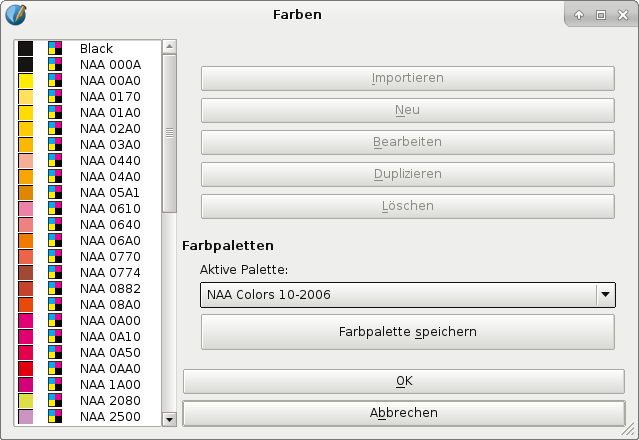 Farben
Black
NAA 000A
NAA 00A0
NAA 0170
NAA 01A0
NAA 02A0
NAA 03A0
NAA 0440
NAA 04A0
NAA 05A1
NAA 0610
NAA 0640
NAA 06A0
NAA 0770
NAA 0774
NAA 0882
NAA 08A0
NAA 0A00
NAA 0A10
NAA 0A50
NAA 0AA0
NAA 1A00
NAA 2080
NAA 2500
Importieren
Neu
Bearbeiten
Duplizieren
Löschen
Farbpaletten
Aktive Palette:
NAA Colors 10-2006
Farbpalette speichern
OK
Abbrechen